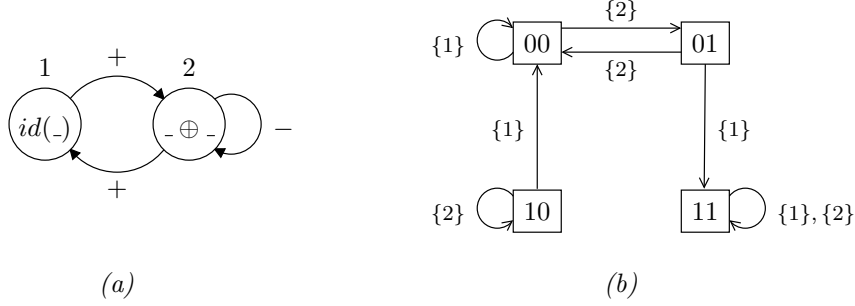 1 + 2
id(_) _ ⊕ _ −
+
(a)
{2}
{1} 00 01
{2}
{1} {1}
{2} 10 11 {1}, {2}
(b)